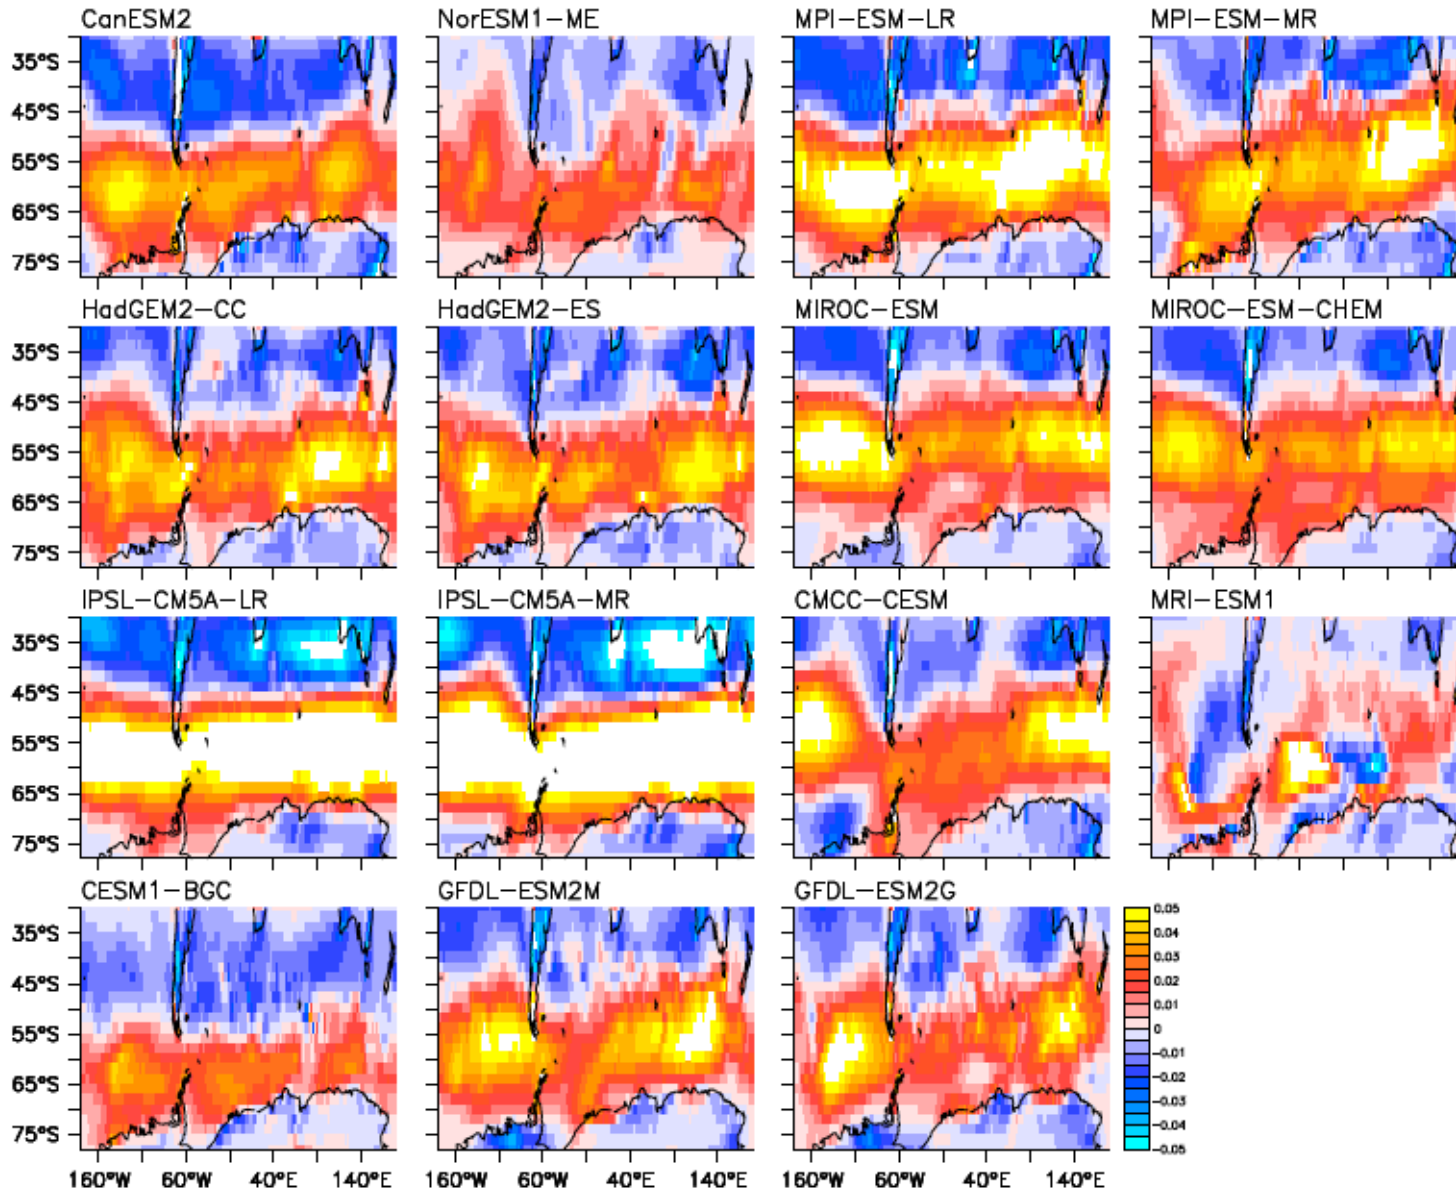 CanESM2 NorESM1-ME MPI-ESM-LR MPI-ESM-MR
35°S
45°S
55°S
65°S
75°S
HadGEM2-CC HadGEM2-ES MIROC-ESM MIROC-ESM-CHEM
35°S
45°S
55°S
65°S
75°S
IPSL-CM5A-LR IPSL-CM5A-MR CMCC-CESM MRI-ESM1
35°S
45°S
55°S
65°S
75°S
CESM1-BGC GFDL-ESM2M GFDL-ESM2G
35°S
45°S
55°S
65°S
75°S
0.05
0.04
0.03
0.02
0.01
0
-0.01
-0.02
-0.03
-0.04
-0.05
160°W 60°W 40°E 140°E 160°W 60°W 40°E 140°E 160°W 60°W 40°E 140°E